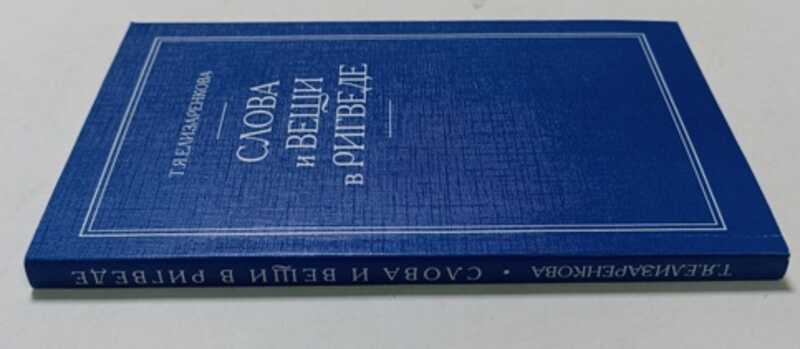 Т.Я.ЕЛИЗАРЕНКОВА
СЛОВА
и ВЕЩИ
в РИГВЕДЕ
Т.Я.ЕЛИЗАРЕНКОВА • СЛОВА И ВЕЩИ В РИГВЕДЕ